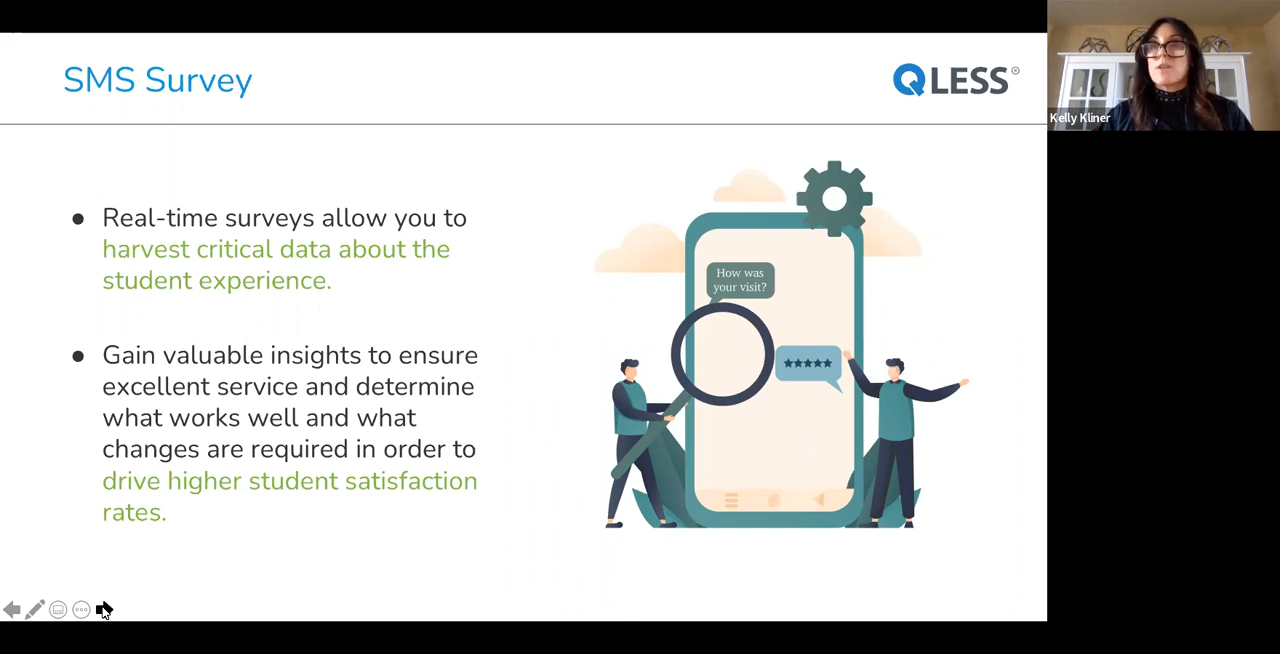 SMS Survey
QLESS®
Kelly Kliner
● Real-time surveys allow you to
harvest critical data about the
student experience.
● Gain valuable insights to ensure
excellent service and determine
what works well and what
changes are required in order to
drive higher student satisfaction
rates.
How was
your visit?